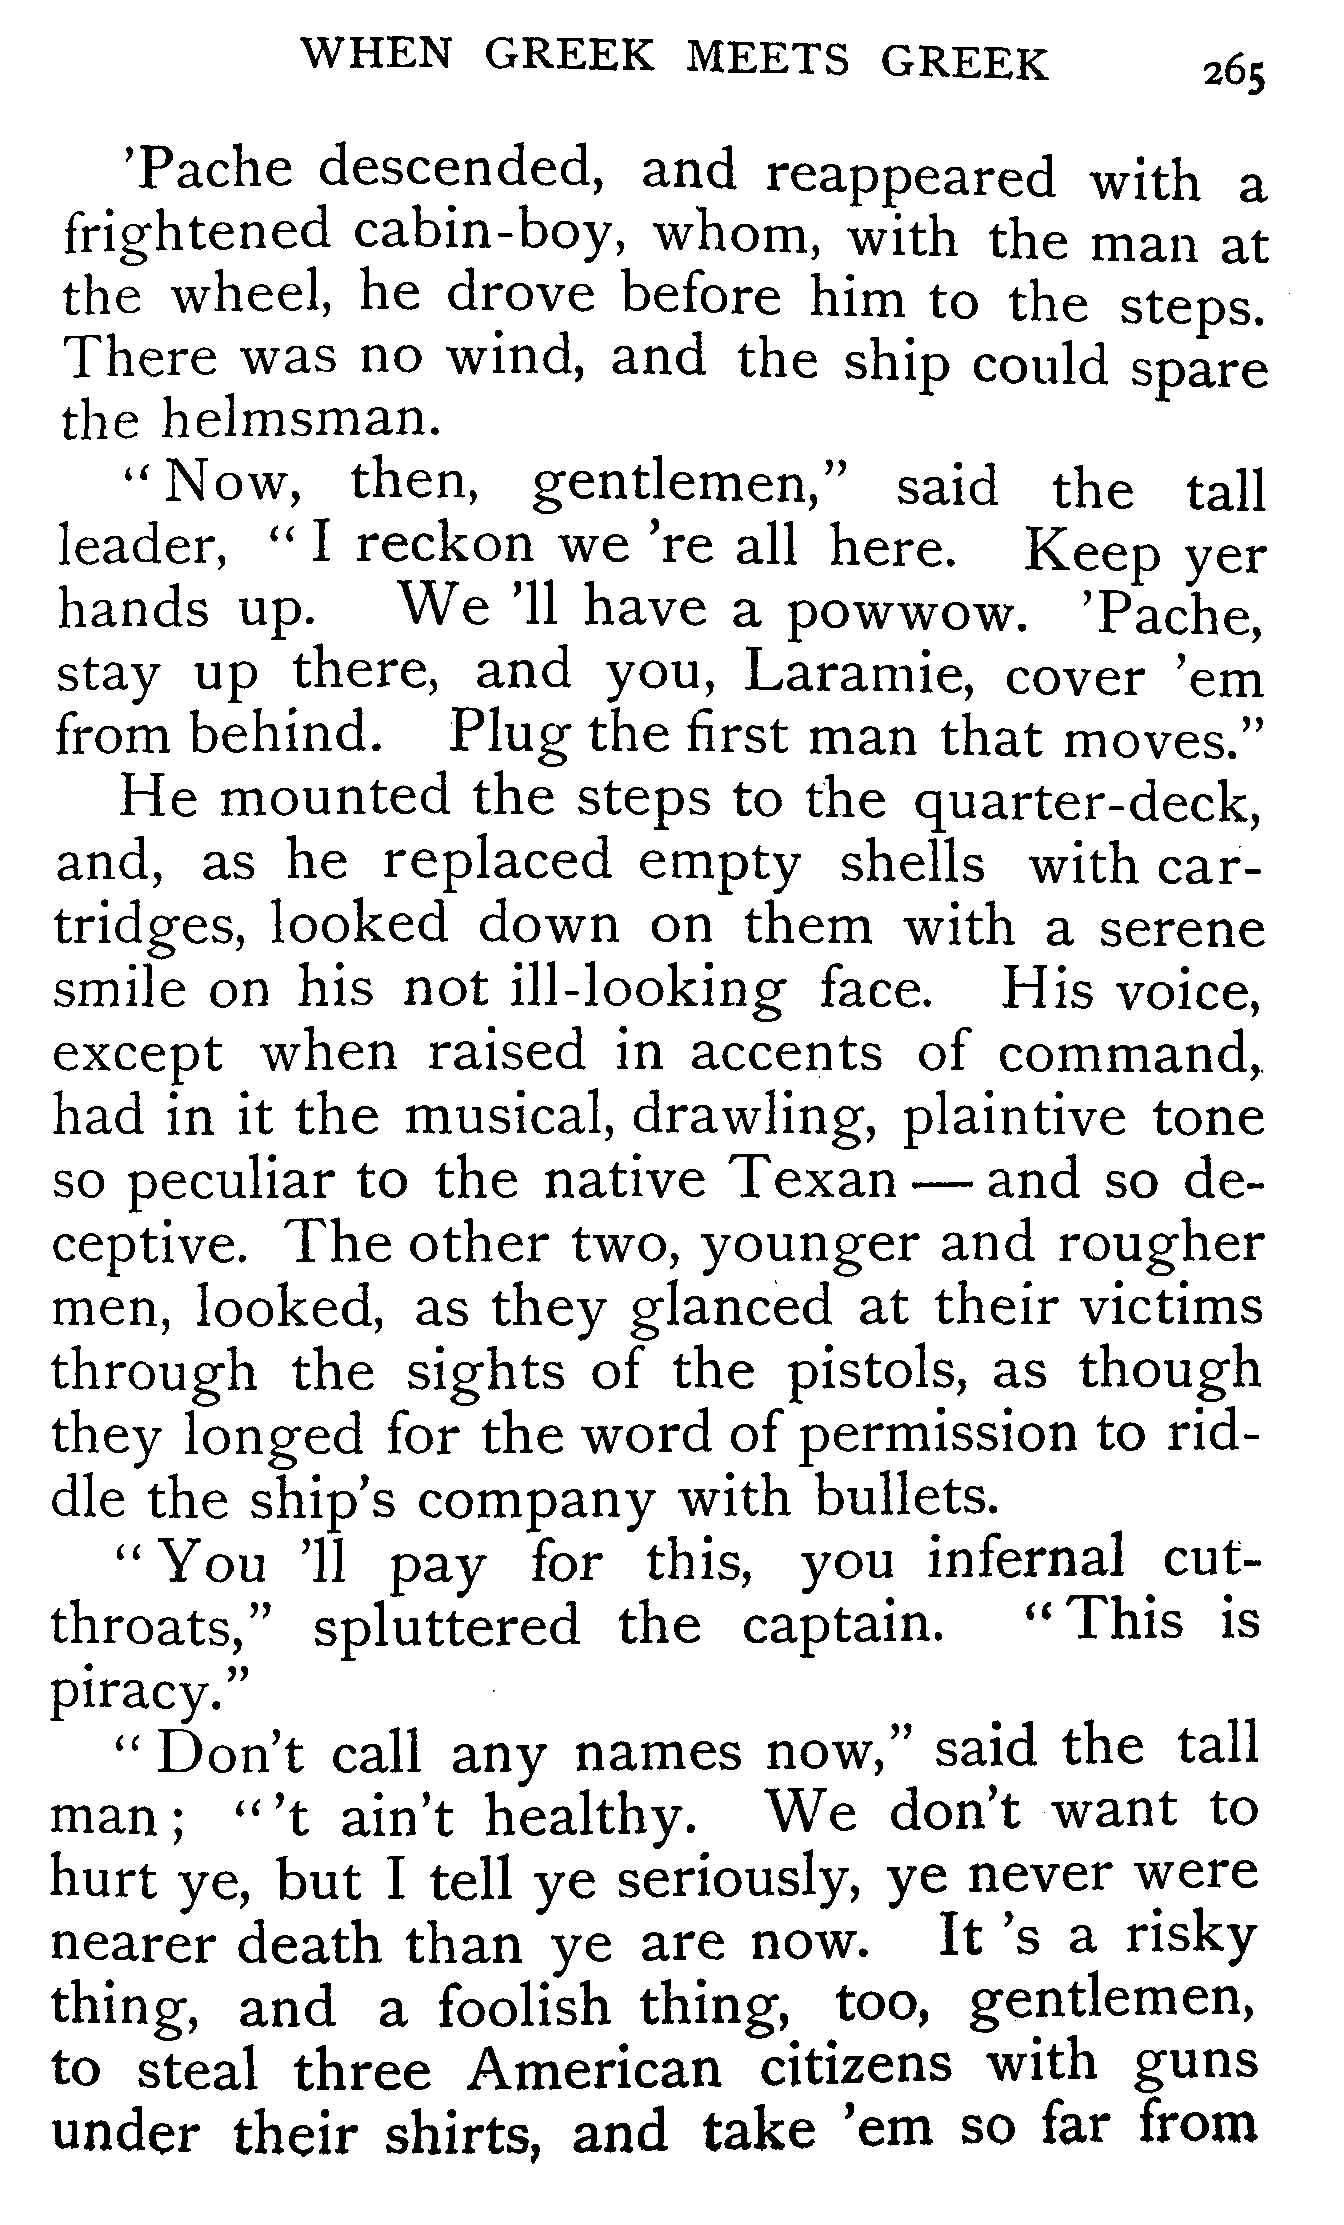 WHEN GREEK MEETS GREEK 265
’Pache descended, and reappeared with a
frightened cabin-boy, whom, with the man at
the wheel, he drove before him to the steps.
There was no wind, and the ship could spare
the helmsman.
“Now, then, gentlemen,” said the tall
leader, “I reckon we ’re all here. Keep yer
hands up. We ’ll have a powwow. ’Pache,
stay up there, and you, Laramie, cover ’em
from behind. Plug the first man that moves.”
He mounted the steps to the quarter-deck,
and, as he replaced empty shells with car-
tridges, looked down on them with a serene
smile on his not ill-looking face. His voice,
except when raised in accents of command,
had in it the musical, drawling, plaintive tone
so peculiar to the native Texan — and so de-
ceptive. The other two, younger and rougher
men, looked, as they glanced at their victims
through the sights of the pistols, as though
they longed for the word of permission to rid-
dle the ship’s company with bullets.
“You ’ll pay for this, you infernal cut-
throats,” spluttered the captain. “This is
piracy.”
“Don’t call any names now,” said the tall
man; “’t ain’t healthy. We don’t want to
hurt ye, but I tell ye seriously, ye never were
nearer death than ye are now. It ’s a risky
thing, and a foolish thing, too, gentlemen,
to steal three American citizens with guns
under their shirts, and take ’em so far from